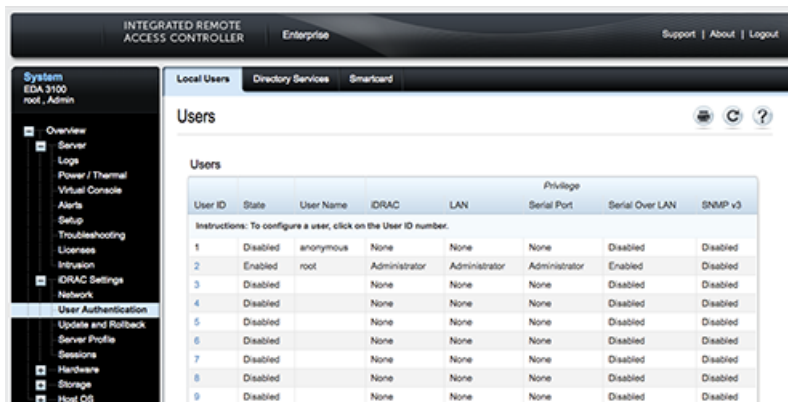 INTEGRATED REMOTE
ACCESS CONTROLLER
Enterprise
Support | About | Logout
System
EDA 3100
root , Admin
Overview
Server
Logs
Power / Thermal
Virtual Console
Alerts
Setup
Troubleshooting
Licenses
Intrusion
iDRAC Settings
Network
User Authentication
Update and Rollback
Server Profile
Sessions
Hardware
Storage
Host OS
Local Users Directory Services Smartcard
Users
Users
Privilege
User ID State User Name iDRAC LAN Serial Port Serial Over LAN SNMP v3
Instructions: To configure a user, click on the User ID number.
1 Disabled anonymous None None None Disabled Disabled
2 Enabled root Administrator Administrator Administrator Enabled Disabled
3 Disabled None None None Disabled Disabled
4 Disabled None None None Disabled Disabled
5 Disabled None None None Disabled Disabled
6 Disabled None None None Disabled Disabled
7 Disabled None None None Disabled Disabled
8 Disabled None None None Disabled Disabled
9 Disabled None None None Disabled Disabled